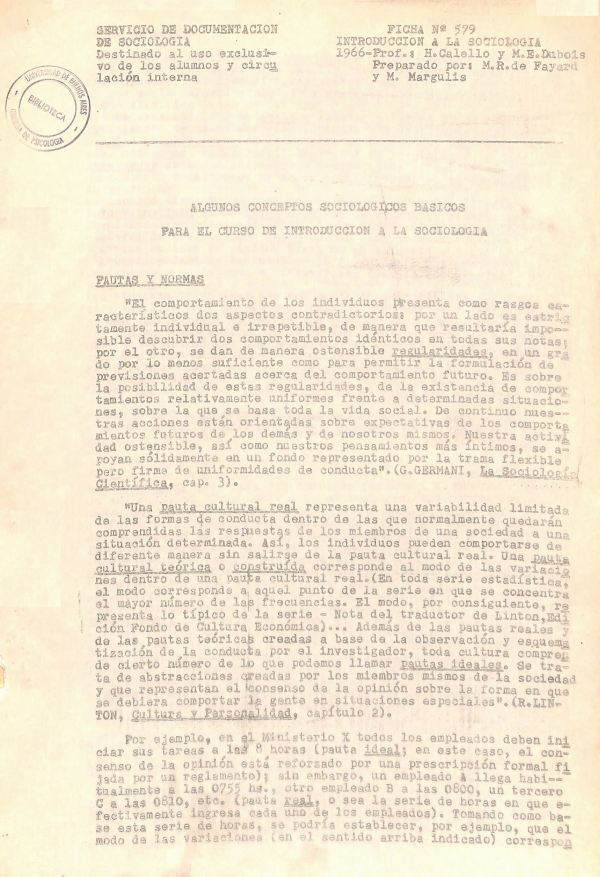 SERVICIO DE DOCUMENTACION
DE SOCIOLOGIA
Destinado al uso exclusi-
vo de los alumnos y circu
lación interna
FICHA Nº 579
INTRODUCCION A LA SOCIOLOGIA
1966-Prof.: H.Calello y M.E.Dubois
Preparado por: M.R.de Fayard
y M. Margulis
UNIVERSIDAD DE BUENOS AIRES
BIBLIOTECA
DE PSICOLOGIA
ALGUNOS CONCEPTOS SOCIOLOGICOS BASICOS
PARA EL CURSO DE INTRODUCCION A LA SOCIOLOGIA
PAUTAS Y NORMAS
"El comportamiento de los individuos presenta como rasgos ca-
racterísticos dos aspectos contradictorios: por un lado es estric
tamente individual e irrepetible, de manera que resultaría impo-
sible descubrir dos comportamientos idénticos en todas sus notas;
por el otro, se dan de manera ostensible regularidades, en un gra
do por lo menos suficiente como para permitir la formulación de
previsiones acertadas acerca del comportamiento futuro. Es sobre
la posibilidad de estas regularidades, de la existencia de compor
tamientos relativamente uniformes frente a determinadas situacio-
nes, sobre la que se basa toda la vida social. De continuo nues-
tras acciones están orientadas sobre expectativas de los comporta
mientos futuros de los demás y de nosotros mismos. Nuestra activi
dad ostensible, así como nuestros pensamientos más íntimos, se a-
poyan sólidamente en un fondo representado por la trama flexible
pero firme de uniformidades de conducta".(G.GERMANI, La Sociología
Científica, cap. 3).
"Una pauta cultural real representa una variabilidad limitada
de las formas de conducta dentro de las que normalmente quedarán
comprendidas las respuestas de los miembros de una sociedad a una
situación determinada. Así, los individuos pueden comportarse de
diferente manera sin salirse de la pauta cultural real. Una pauta
cultural teórica o construída corresponde al modo de las variacio
nes dentro de una pauta cultural real.(En toda serie estadística,
el modo corresponde a aquel punto de la serie en que se concentra
el mayor número de las frecuencias. El modo, por consiguiente, re
presenta lo típico de la serie - Nota del traductor de Linton,Edi
ción Fondo de Cultura Económica)... Además de las pautas reales y
de las pautas teóricas creadas a base de la observación y esquema
tización de la conducta por el investigador, toda cultura compren
de cierto número de lo que podemos llamar pautas ideales. Se tra-
ta de abstracciones creadas por los miembros mismos de la sociedad
y que representan el consenso de la opinión sobre la forma en que
se debiera comportar la gente en situaciones especiales".(R.LIN-
TON, Cultura y Personalidad, capítulo 2).
Por ejemplo, en el Ministerio X todos los empleados deben ini
ciar sus tareas a las 8 horas (pauta ideal; en este caso, el con-
senso de la opinión está reforzado por una prescripción formal fi
jada por un reglamento); sin embargo, un empleado A llega habi-
tualmente a las 0755 hs., otro empleado B a las 0800, un tercero
C a las 0810, etc. (pauta real, o sea la serie de horas en que e-
fectivamente ingresa cada uno de los empleados). Tomando como ba-
se esta serie de horas, se podría establecer, por ejemplo, que el
modo de las variaciones (en el sentido arriba indicado) correspon